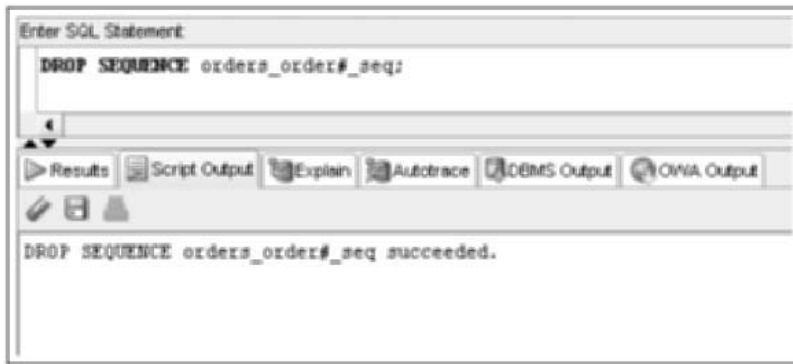 Enter SQL Statement:
DROP SEQUENCE orders_order#_seq;
Results Script Output Explain Autotrace DBMS Output OWA Output
DROP SEQUENCE orders_order#_seq succeeded.